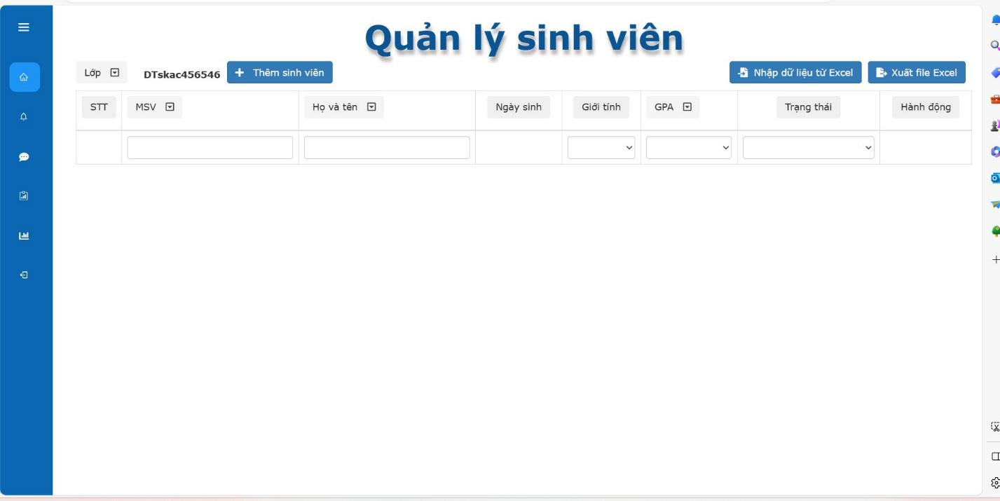 Quản lý sinh viên
Lớp DTskac456546 Thêm sinh viên Nhập dữ liệu từ Excel Xuất file Excel
STT MSV Họ và tên Ngày sinh Giới tính GPA Trạng thái Hành động